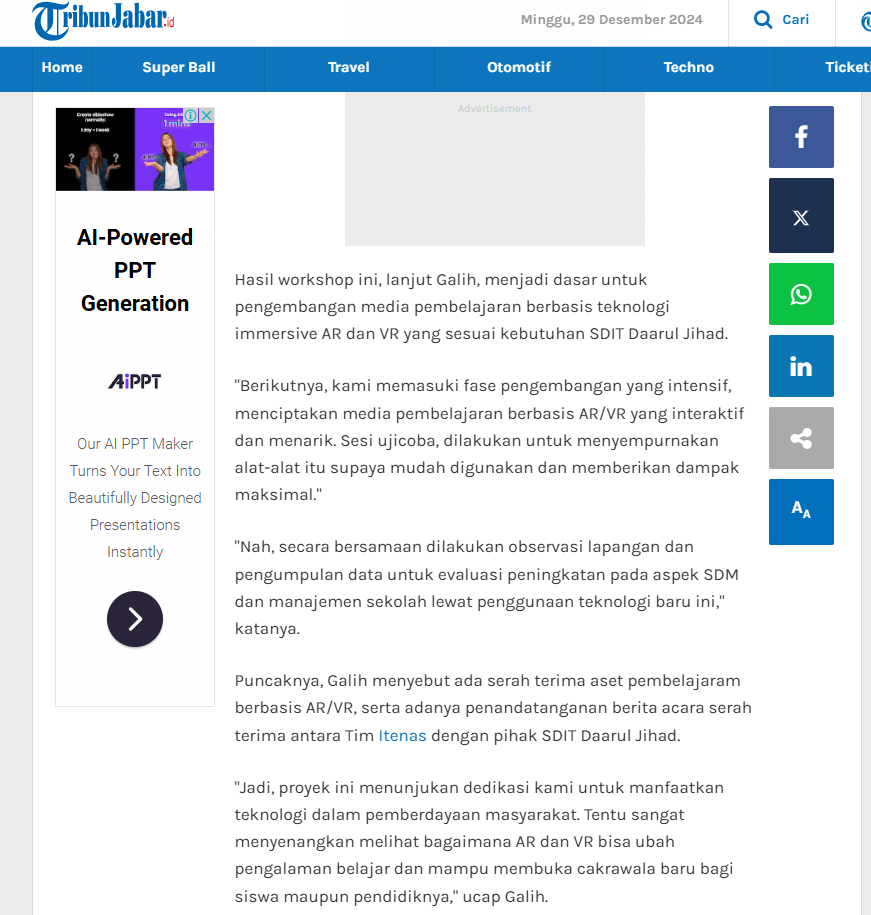 TribunJabar.id
Minggu, 29 Desember 2024
Cari
Home
Super Ball
Travel
Otomotif
Techno
Advertisement
Create slideshow
normally:
1 day – 1 week
AI-Powered
PPT
Generation
AiPPT
Our AI PPT Maker
Turns Your Text Into
Beautifully Designed
Presentations
Instantly
Hasil workshop ini, lanjut Galih, menjadi dasar untuk
pengembangan media pembelajaran berbasis teknologi
immersive AR dan VR yang sesuai kebutuhan SDIT Daarul Jihad.
"Berikutnya, kami memasuki fase pengembangan yang intensif,
menciptakan media pembelajaran berbasis AR/VR yang interaktif
dan menarik. Sesi ujicoba, dilakukan untuk menyempurnakan
alat-alat itu supaya mudah digunakan dan memberikan dampak
maksimal."
"Nah, secara bersamaan dilakukan observasi lapangan dan
pengumpulan data untuk evaluasi peningkatan pada aspek SDM
dan manajemen sekolah lewat penggunaan teknologi baru ini,"
katanya.
Puncaknya, Galih menyebut ada serah terima aset pembelajaram
berbasis AR/VR, serta adanya penandatanganan berita acara serah
terima antara Tim Itenas dengan pihak SDIT Daarul Jihad.
"Jadi, proyek ini menunjukan dedikasi kami untuk manfaatkan
teknologi dalam pemberdayaan masyarakat. Tentu sangat
menyenangkan melihat bagaimana AR dan VR bisa ubah
pengalaman belajar dan mampu membuka cakrawala baru bagi
siswa maupun pendidiknya," ucap Galih.